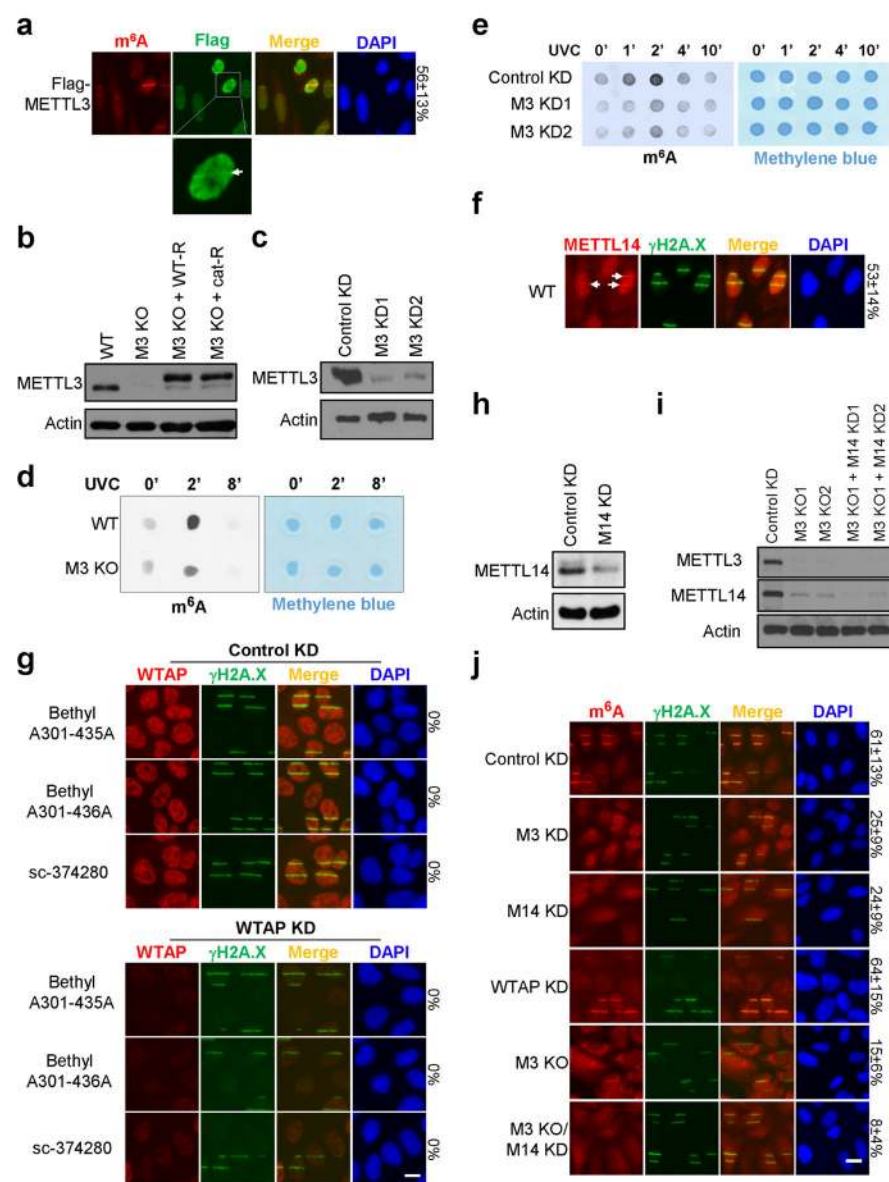 a
m⁶A Flag Merge DAPI
Flag-
METTL3
56±13%
b
WT
M3 KO
M3 KO + WT-R
M3 KO + cat-R
METTL3
Actin
c
Control KD
M3 KD1
M3 KD2
METTL3
Actin
d
UVC 0' 2' 8' 0' 2' 8'
WT
M3 KO
m⁶A Methylene blue
e
UVC 0' 1' 2' 4' 10' 0' 1' 2' 4' 10'
Control KD
M3 KD1
M3 KD2
m⁶A Methylene blue
f
METTL14 γH2A.X Merge DAPI
WT
53±14%
g
Control KD
WTAP γH2A.X Merge DAPI
Bethyl
A301-435A
0%
Bethyl
A301-436A
0%
sc-374280
0%
WTAP KD
WTAP γH2A.X Merge DAPI
Bethyl
A301-435A
0%
Bethyl
A301-436A
0%
sc-374280
0%
h
Control KD
M14 KD
METTL14
Actin
i
Control KD
M3 KO1
M3 KO2
M3 KO1 + M14 KD1
M3 KO1 + M14 KD2
METTL3
METTL14
Actin
j
m⁶A γH2A.X Merge DAPI
Control KD
61±13%
M3 KD
25±9%
M14 KD
24±9%
WTAP KD
64±15%
M3 KO
15±6%
M3 KO/
M14 KD
8±4%